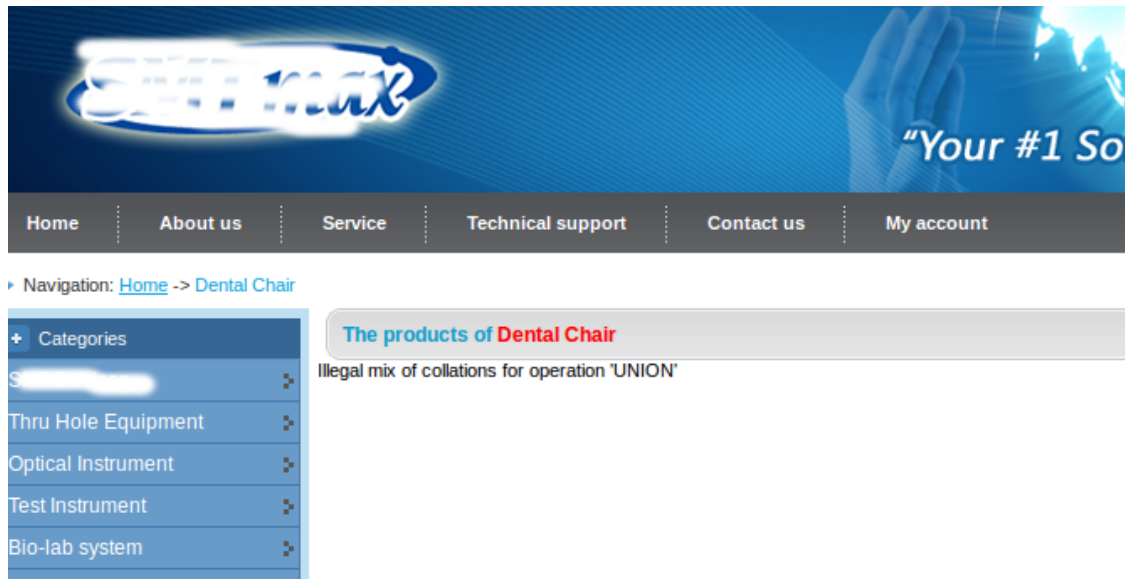 max
"Your #1 So
Home About us Service Technical support Contact us My account
Navigation: Home -> Dental Chair
Categories
Thru Hole Equipment
Optical Instrument
Test Instrument
Bio-lab system
The products of Dental Chair
Illegal mix of collations for operation 'UNION'